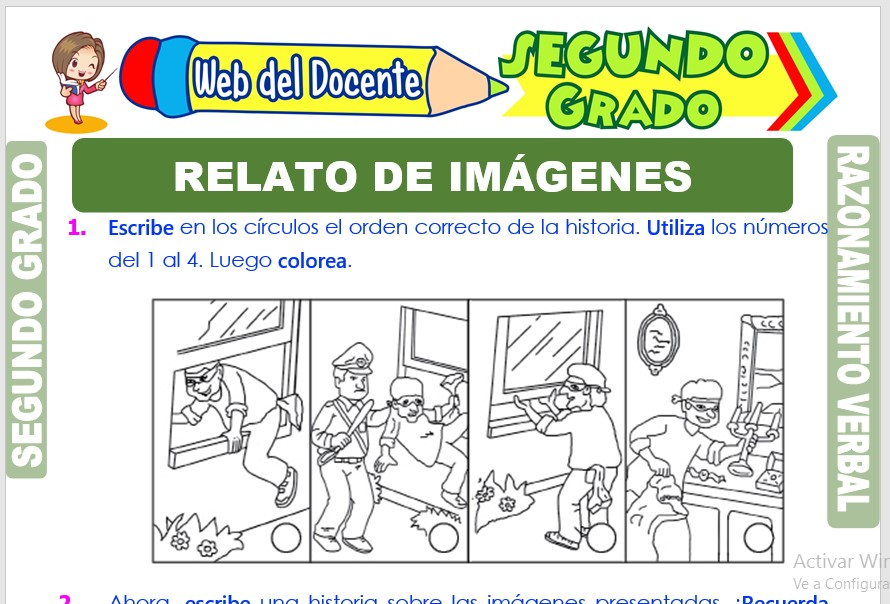 Web del Docente
SEGUNDO
GRADO
RELATO DE IMÁGENES
SEGUNDO GRADO
RAZONAMIENTO VERBAL
1. Escribe en los círculos el orden correcto de la historia. Utiliza los números
del 1 al 4. Luego colorea.
Activar Win
Ve a Configura
2. Ahora, escribe una historia sobre las imágenes presentadas. ¡Recuerda